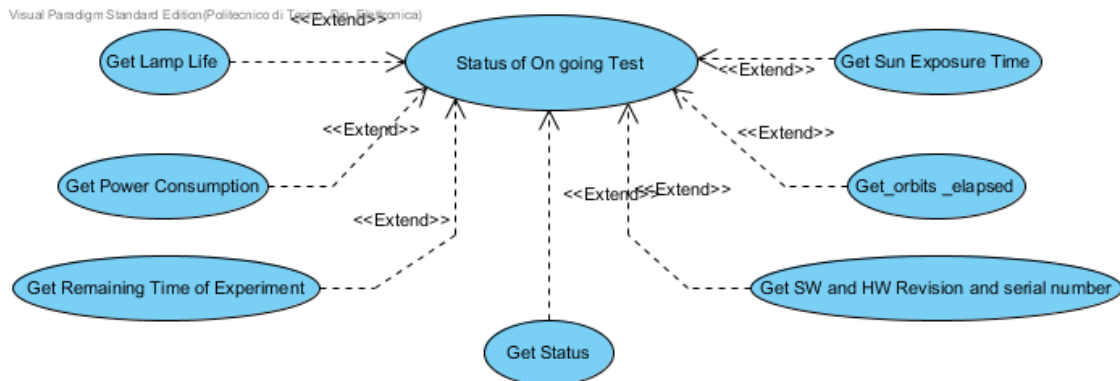 Visual Paradigm Standard Edition(Politecnico di Torino, Dip. Elettronica)
<<Extend>>
Get Lamp Life
Status of On going Test
Get Sun Exposure Time
<<Extend>>
<<Extend>>
<<Extend>>
Get Power Consumption
Get_orbits _elapsed
<<Extend>>
<<Extend>>
<<Extend>>
Get Remaining Time of Experiment
Get SW and HW Revision and serial number
Get Status